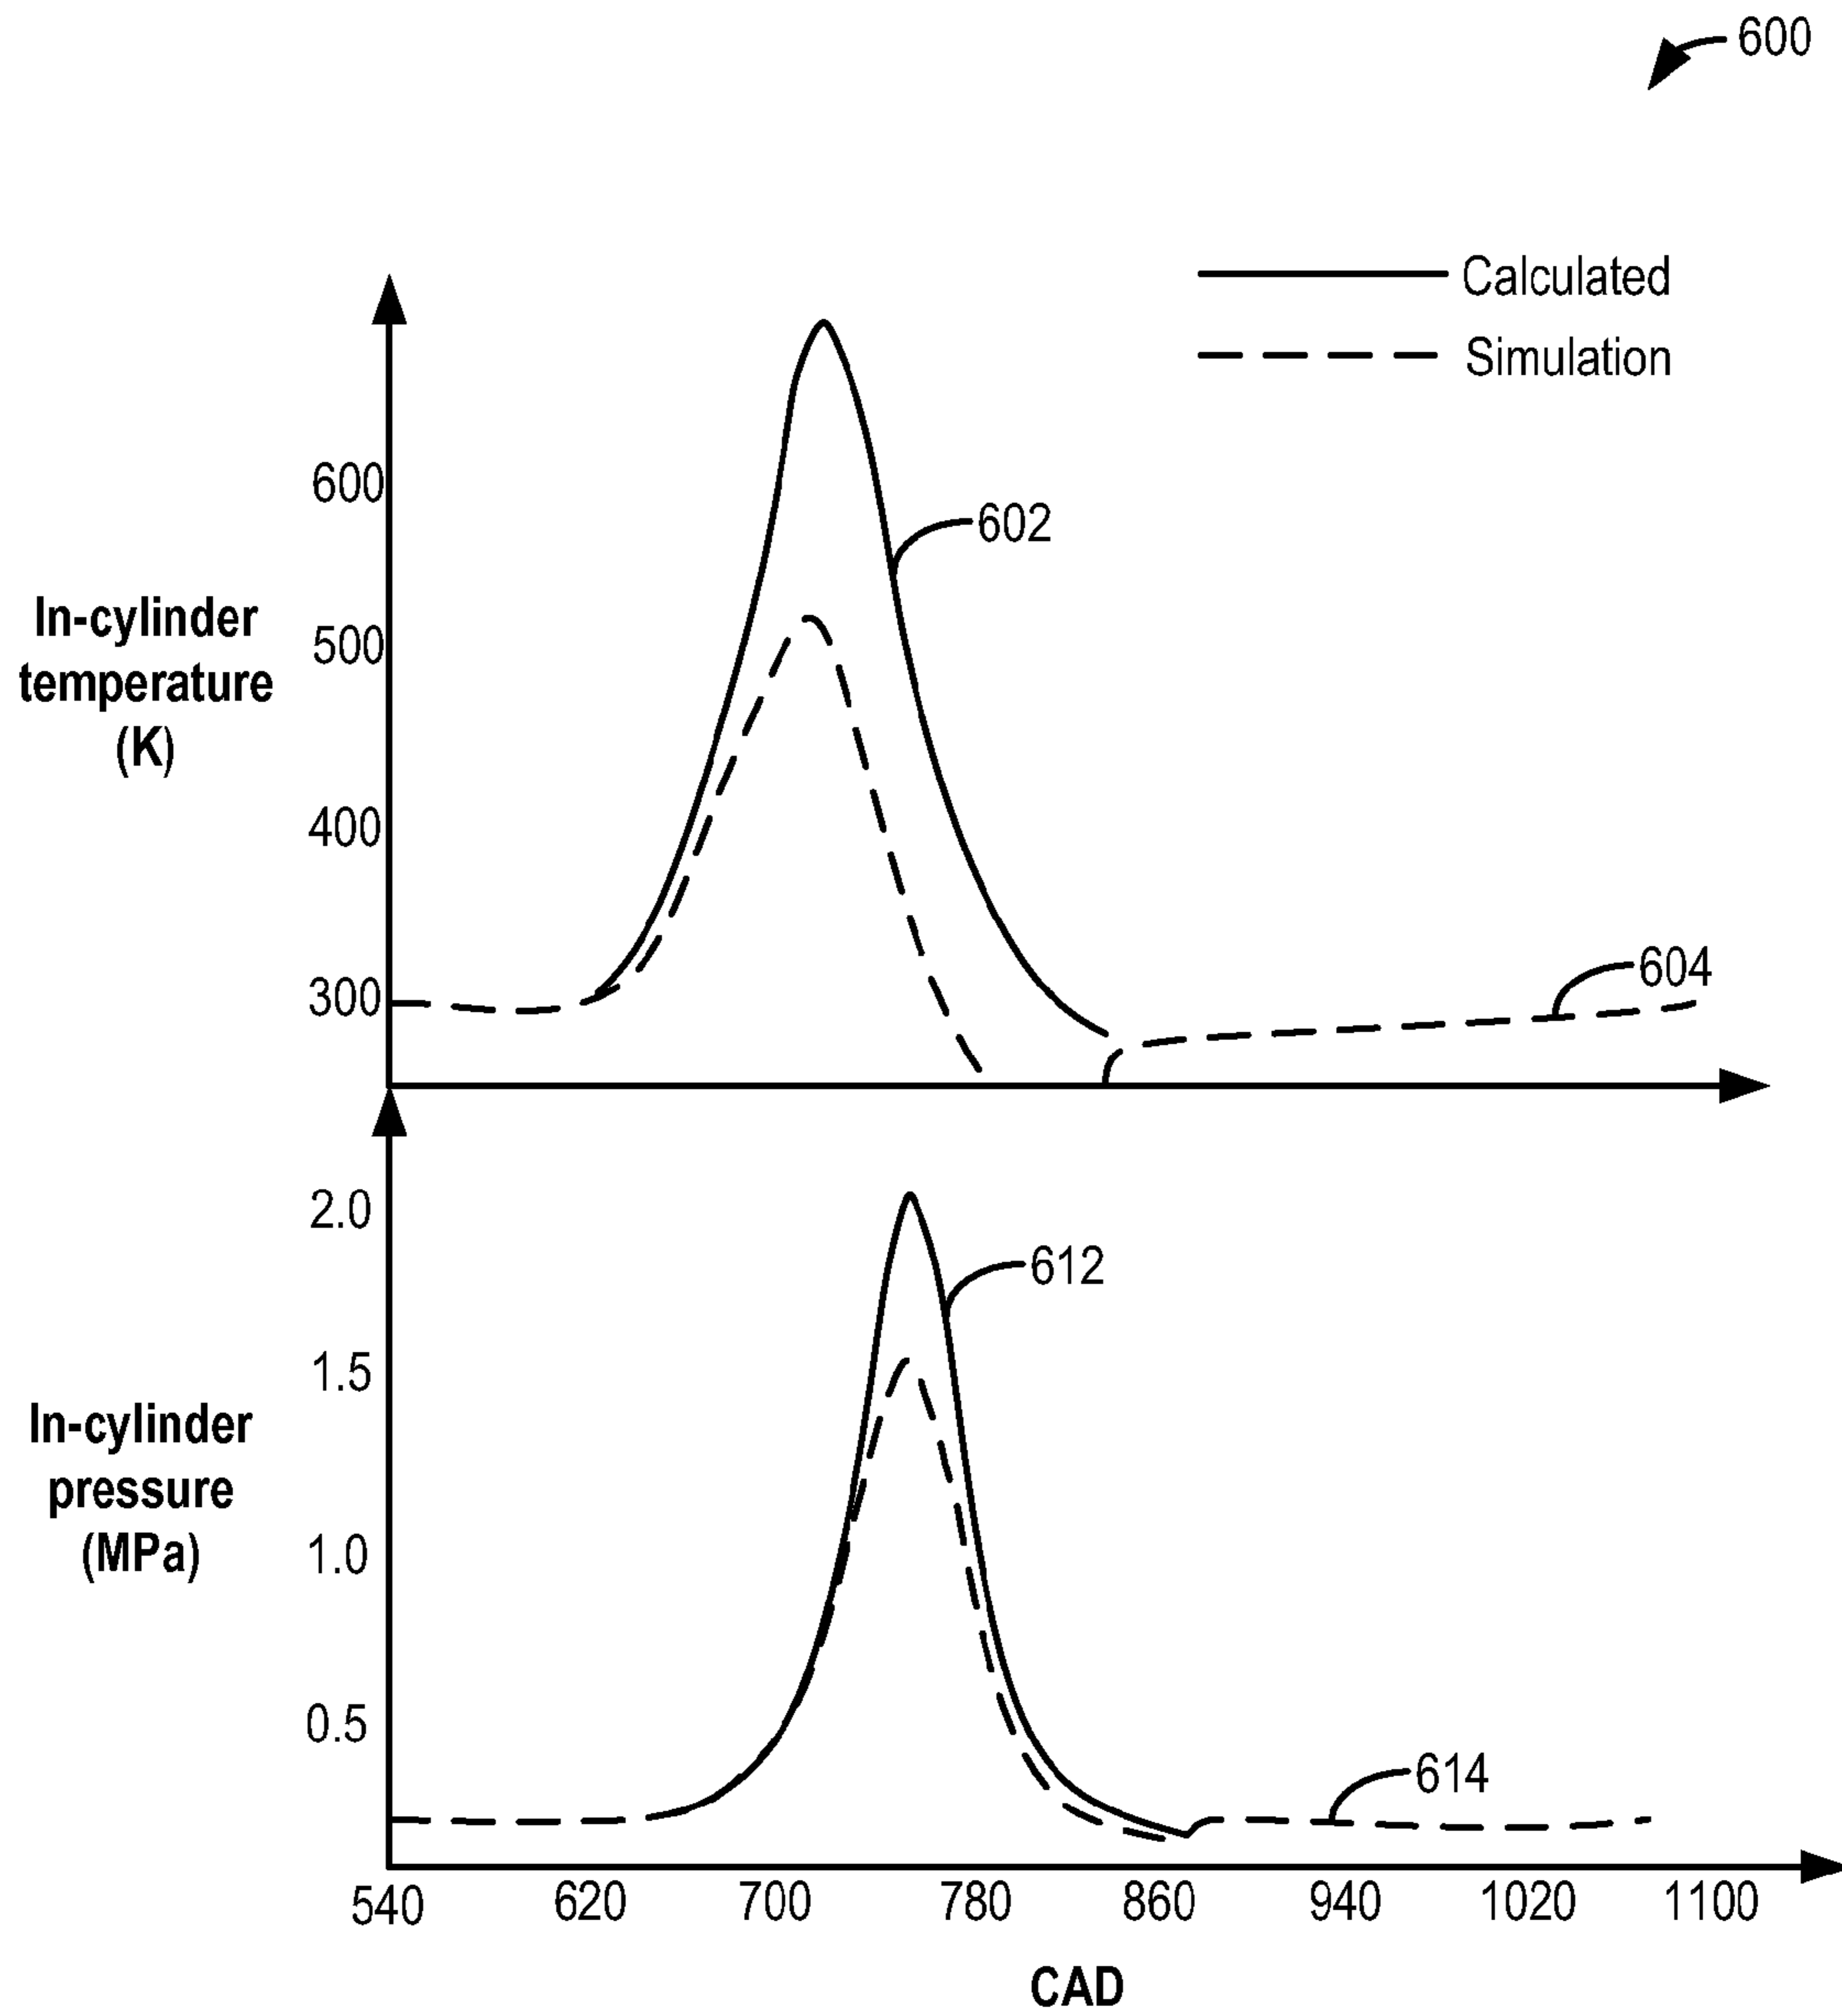 600
Calculated
Simulation
600
602
In-cylinder
temperature
(K)
500
400
300
604
2.0
612
1.5
In-cylinder
pressure
(MPa)
1.0
0.5
614
540 620 700 780 860 940 1020 1100
CAD